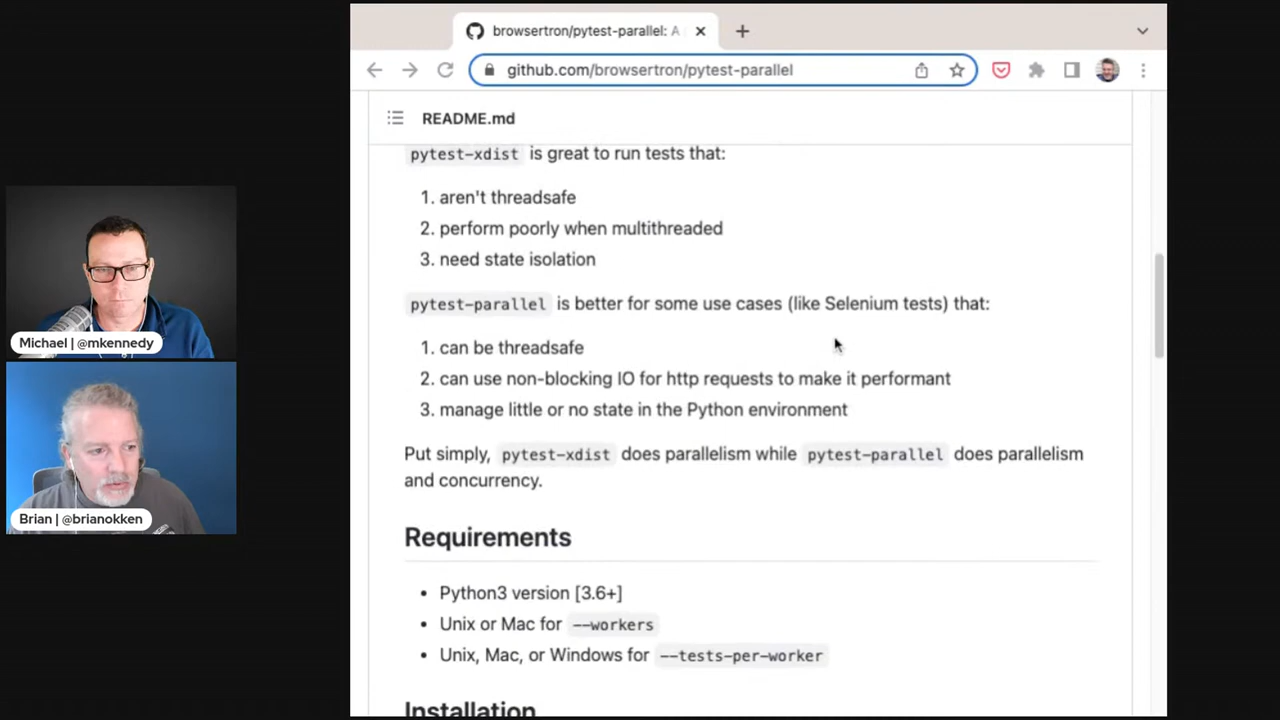 browsertron/pytest-parallel: A
github.com/browsertron/pytest-parallel
README.md
pytest-xdist is great to run tests that:
1. aren't threadsafe
2. perform poorly when multithreaded
3. need state isolation
pytest-parallel is better for some use cases (like Selenium tests) that:
1. can be threadsafe
2. can use non-blocking IO for http requests to make it performant
3. manage little or no state in the Python environment
Put simply, pytest-xdist does parallelism while pytest-parallel does parallelism
and concurrency.
Requirements
• Python3 version [3.6+]
• Unix or Mac for --workers
• Unix, Mac, or Windows for --tests-per-worker
Installation
Michael | @mkennedy
Brian | @brianokken